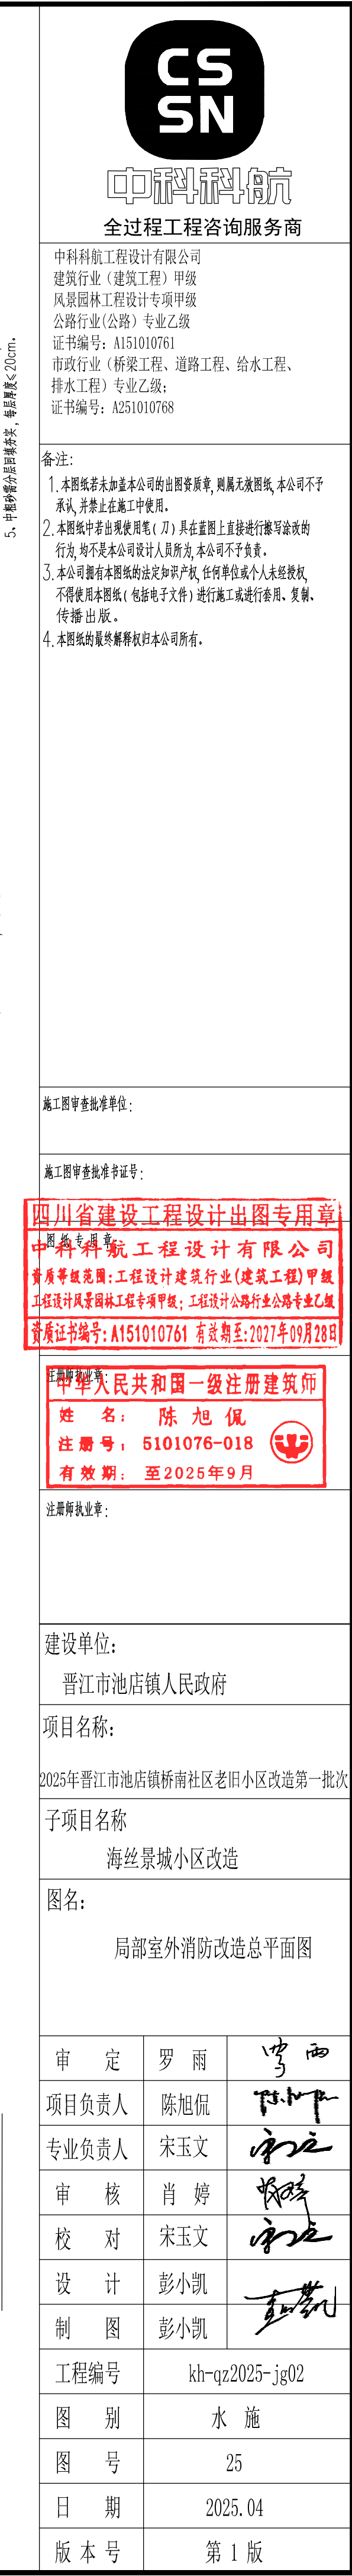 CS
SN
中科科航
全过程工程咨询服务商
中科科航工程设计有限公司
建筑行业（建筑工程）甲级
风景园林工程设计专项甲级
公路行业(公路）专业乙级
证书编号：A151010761
市政行业（桥梁工程、道路工程、给水工程、
排水工程）专业乙级；
证书编号：A251010768
5、中粗砂需分层回填夯实，每层厚度≤20cm。
备注：
1.本图纸若未加盖本公司的出图资质章，则属无效图纸，本公司不予
承认，并禁止在施工中使用。
2.本图纸中若出现使用笔（刀）具在蓝图上直接进行擦写涂改的
行为，均不是本公司设计人员所为，本公司不予负责。
3.本公司拥有本图纸的法定知识产权，任何单位或个人未经授权，
不得使用本图纸（包括电子文件）进行施工或进行套用、复制、
传播出版。
4.本图纸的最终解释权归本公司所有。
施工图审查批准单位：
施工图审查批准书证号：
四川省建设工程设计出图专用章
图纸专用章：
中科科航工程设计有限公司
资质等级范围：工程设计建筑行业(建筑工程)甲级
工程设计风景园林工程专项甲级；工程设计公路行业公路专业乙级
资质证书编号：A151010761 有效期至：2027年09月28日
注册师执业章：
中华人民共和国一级注册建筑师
姓 名： 陈旭侃
注册号： 5101076-018
有效期： 至2025年9月
注册师执业章：
建设单位：
晋江市池店镇人民政府
项目名称：
2025年晋江市池店镇桥南社区老旧小区改造第一批次
子项目名称
海丝景城小区改造
图名：
局部室外消防改造总平面图
审 定 罗 雨
项目负责人 陈旭侃
专业负责人 宋玉文
审 核 肖 婷
校 对 宋玉文
设 计 彭小凯
制 图 彭小凯
工程编号 kh-qz2025-jg02
图 别 水 施
图 号 25
日 期 2025.04
版 本 号 第 1 版